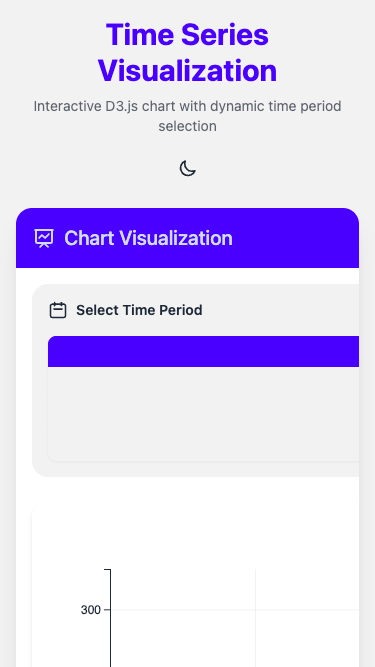 Time Series
Visualization
Interactive D3.js chart with dynamic time period
selection
Chart Visualization
Select Time Period
300